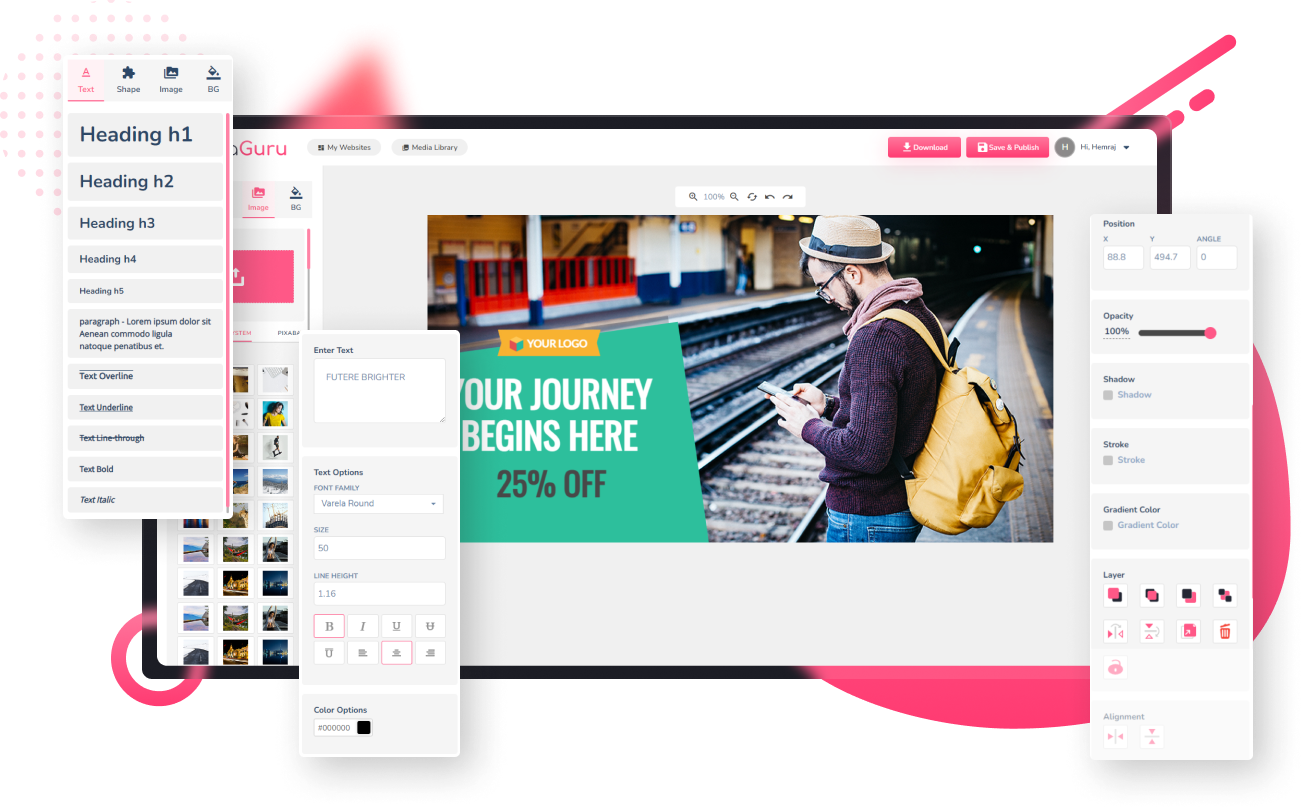 Text
Shape
Image
BG
Heading h1
Heading h2
Heading h3
Heading h4
Heading h5
paragraph - Lorem ipsum dolor sit
Aenean commodo ligula
natoque penatibus et.
Text Overline
Text Underline
Text Line-through
Text Bold
Text Italic
Guru
My Websites
Media Library
Download
Save & Publish
H
Hi, Hemraj
Image
BG
100%
YOUR LOGO
YOUR JOURNEY
BEGINS HERE
25% OFF
Enter Text
FUTERE BRIGHTER
Text Options
FONT FAMILY
Varela Round
SIZE
50
LINE HEIGHT
1.16
B I U U
U
Color Options
#000000
Position
X Y ANGLE
88.8 494.7 0
Opacity
100%
Shadow
Shadow
Stroke
Stroke
Gradient Color
Gradient Color
Layer
Alignment